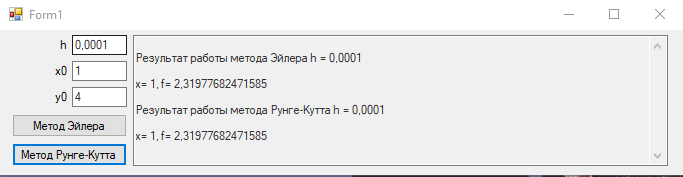 Form1
h 0,0001
x0 1
y0 4
Метод Эйлера
Метод Рунге-Кутта
Результат работы метода Эйлера h = 0,0001
x= 1, f= 2,31977682471585
Результат работы метода Рунге-Кутта h = 0,0001
x= 1, f= 2,31977682471585